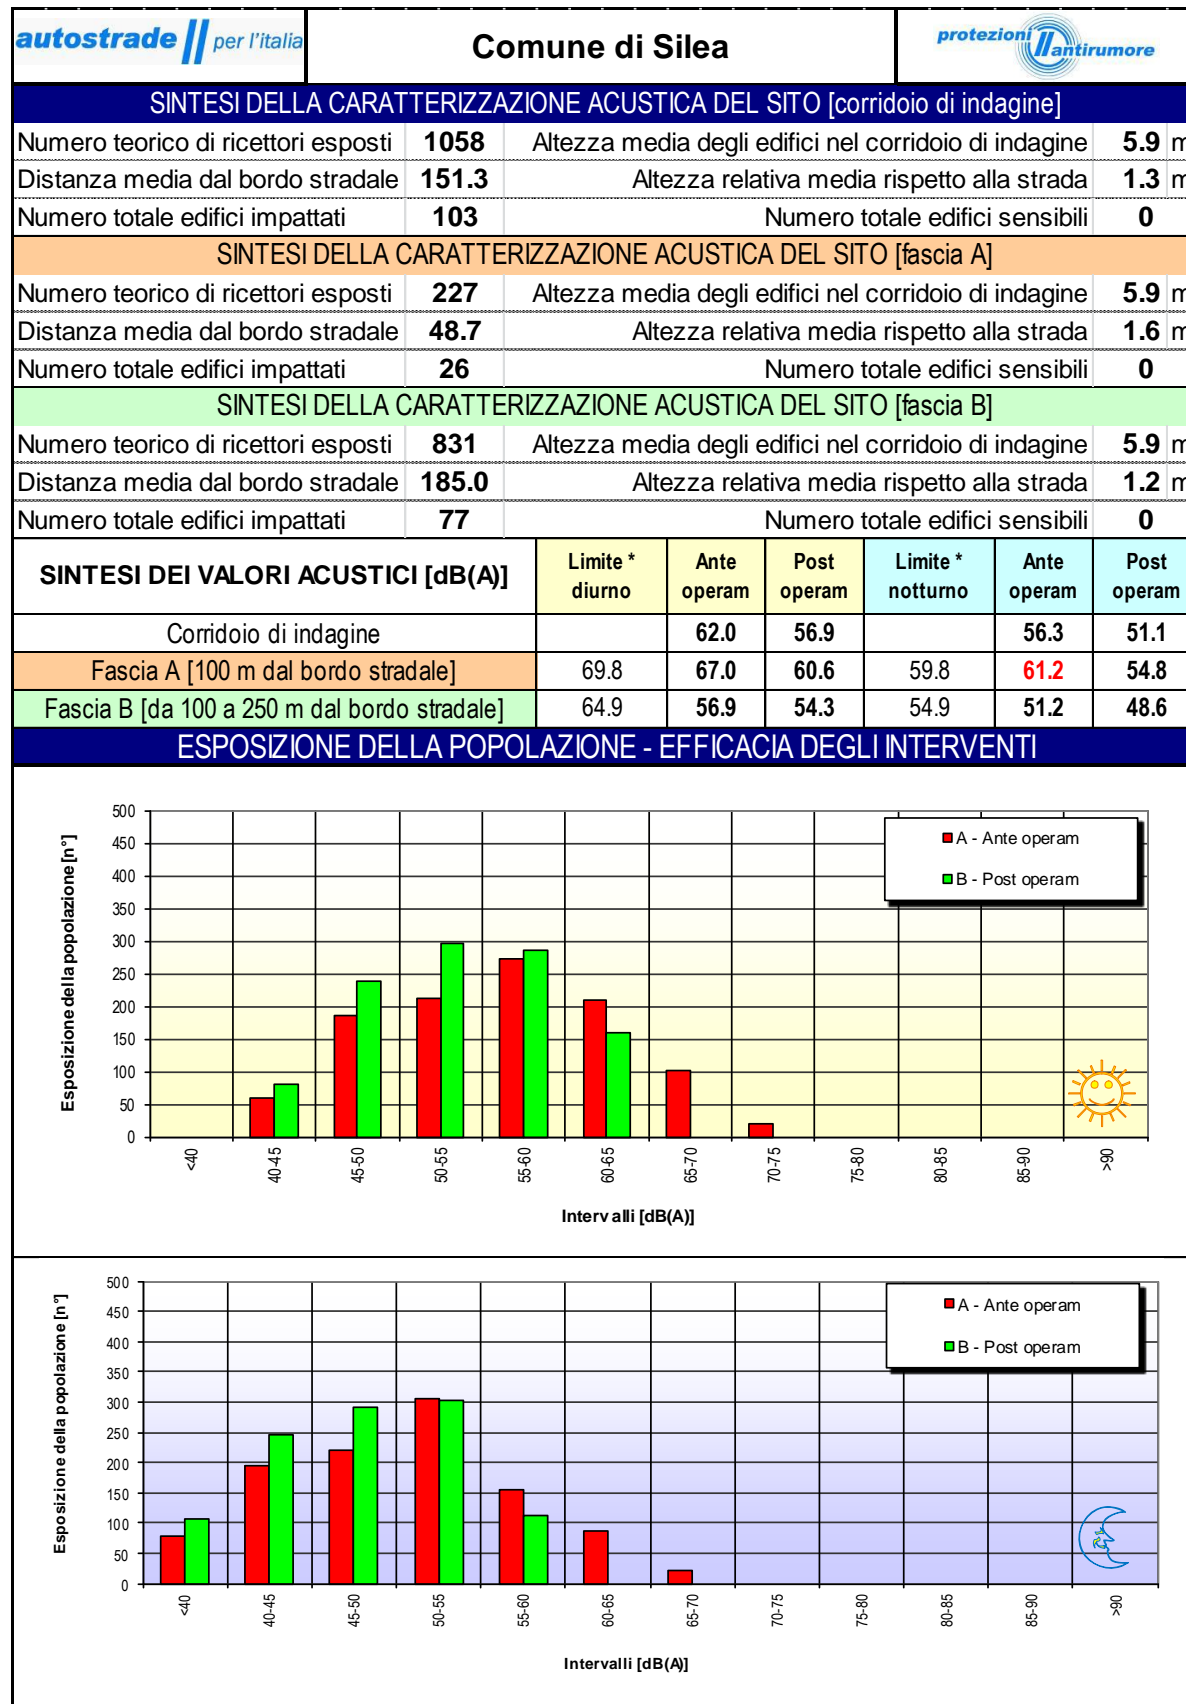 autostrade per l'italia
Comune di Silea
protezioni antirumore
SINTESI DELLA CARATTERIZZAZIONE ACUSTICA DEL SITO [corridoio di indagine]
Numero teorico di ricettori esposti 1058 Altezza media degli edifici nel corridoio di indagine 5.9 m
Distanza media dal bordo stradale 151.3 Altezza relativa media rispetto alla strada 1.3 m
Numero totale edifici impattati 103 Numero totale edifici sensibili 0
SINTESI DELLA CARATTERIZZAZIONE ACUSTICA DEL SITO [fascia A]
Numero teorico di ricettori esposti 227 Altezza media degli edifici nel corridoio di indagine 5.9 m
Distanza media dal bordo stradale 48.7 Altezza relativa media rispetto alla strada 1.6 m
Numero totale edifici impattati 26 Numero totale edifici sensibili 0
SINTESI DELLA CARATTERIZZAZIONE ACUSTICA DEL SITO [fascia B]
Numero teorico di ricettori esposti 831 Altezza media degli edifici nel corridoio di indagine 5.9 m
Distanza media dal bordo stradale 185.0 Altezza relativa media rispetto alla strada 1.2 m
Numero totale edifici impattati 77 Numero totale edifici sensibili 0
SINTESI DEI VALORI ACUSTICI [dB(A)] Limite * diurno Ante operam Post operam Limite * notturno Ante operam Post operam
Corridoio di indagine 62.0 56.9 56.3 51.1
Fascia A [100 m dal bordo stradale] 69.8 67.0 60.6 59.8 61.2 54.8
Fascia B [da 100 a 250 m dal bordo stradale] 64.9 56.9 54.3 54.9 51.2 48.6
ESPOSIZIONE DELLA POPOLAZIONE - EFFICACIA DEGLI INTERVENTI
Esposizione della popolazione [n°]
500
450
400
350
300
250
200
150
100
50
0
A - Ante operam
B - Post operam
<40 40-45 45-50 50-55 55-60 60-65 65-70 70-75 75-80 80-85 85-90 >90
Intervalli [dB(A)]
Esposizione della popolazione [n°]
500
450
400
350
300
250
200
150
100
50
0
A - Ante operam
B - Post operam
<40 40-45 45-50 50-55 55-60 60-65 65-70 70-75 75-80 80-85 85-90 >90
Intervalli [dB(A)]